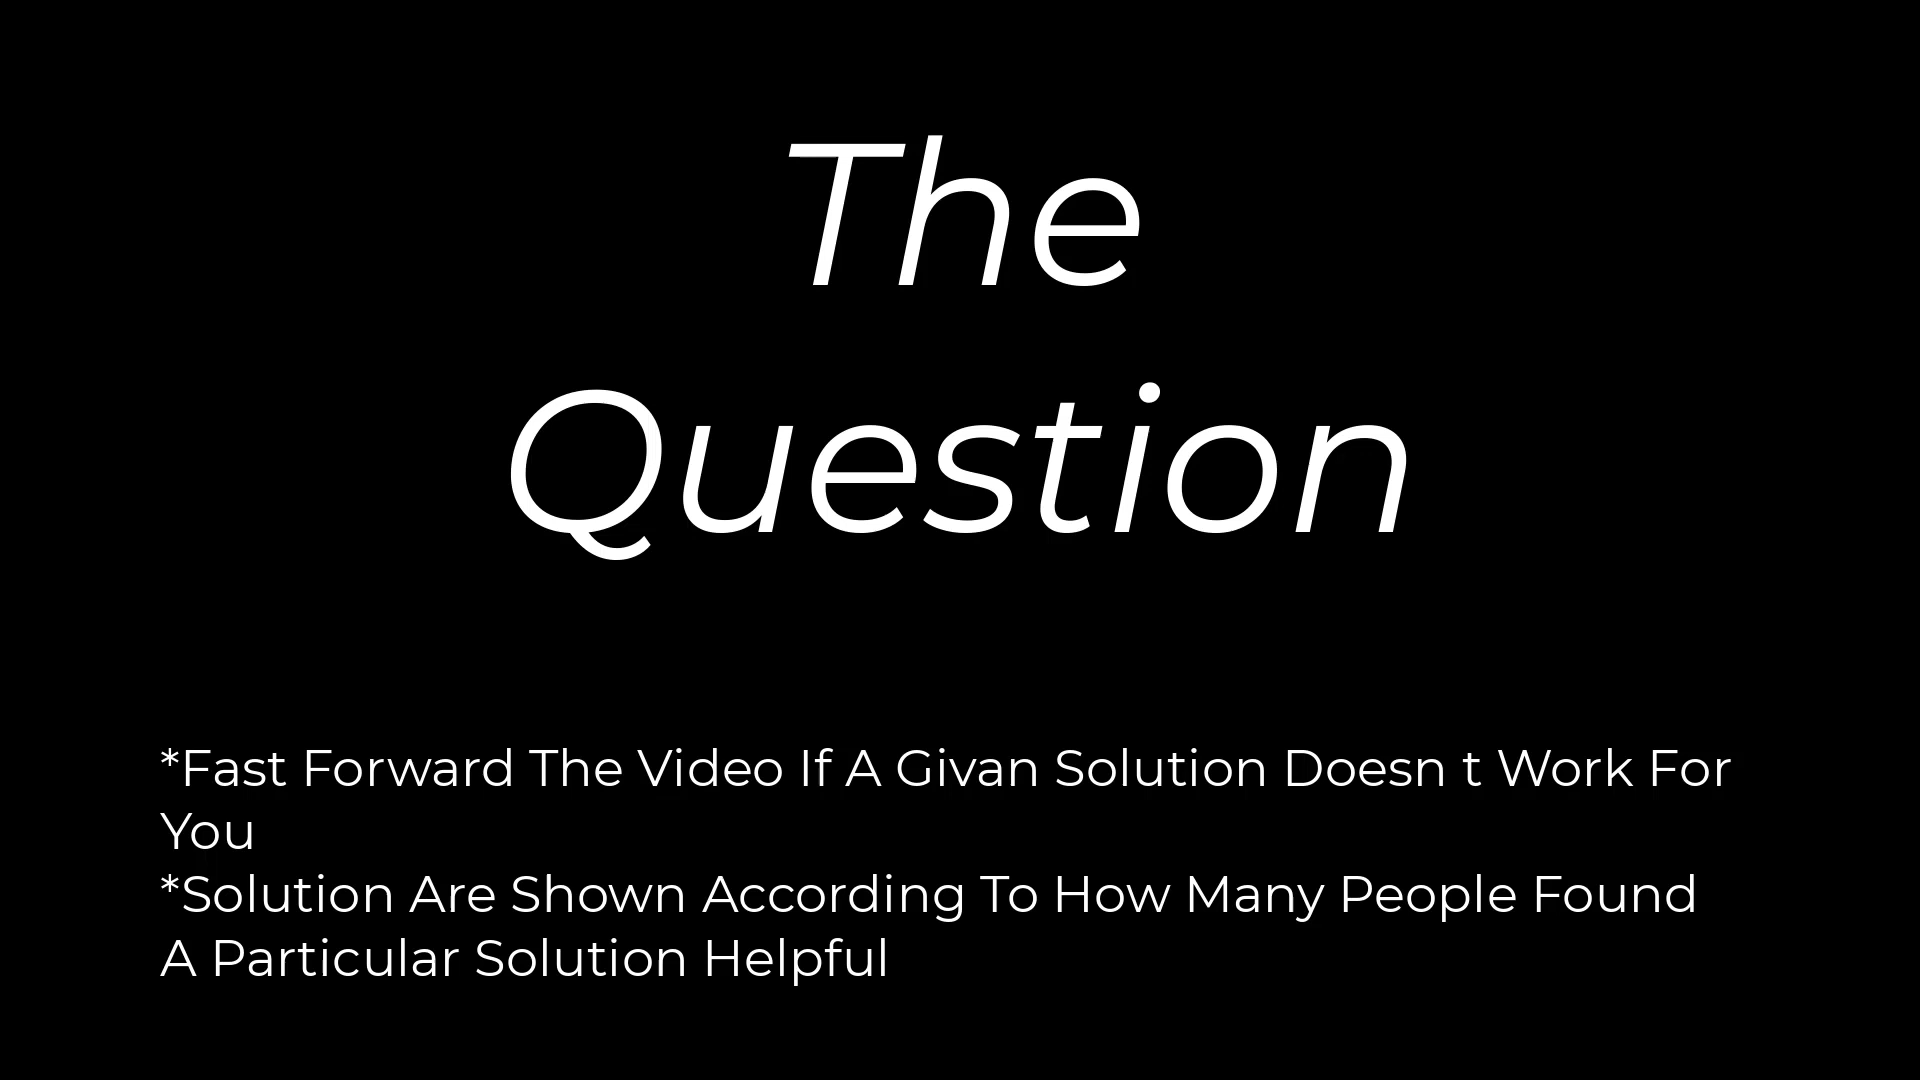 The
Question
*Fast Forward The Video If A Givan Solution Doesn t Work For
You
*Solution Are Shown According To How Many People Found
A Particular Solution Helpful